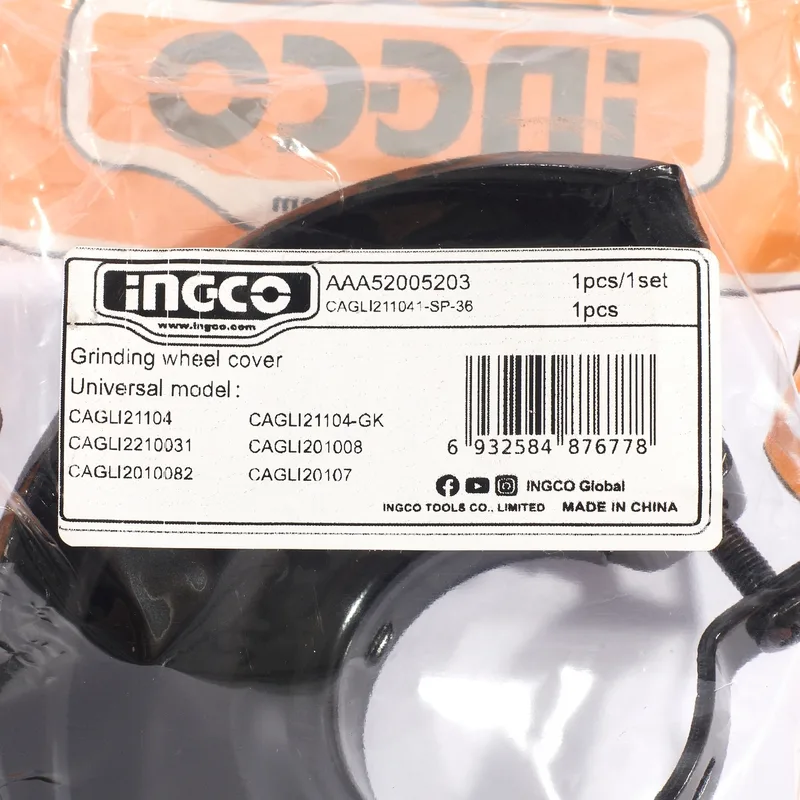 INGCO
INGCO AAA52005203 1pcs/1set
www.ingco.com CAGLI211041-SP-36 1pcs
Grinding wheel cover
Universal model:
CAGLI21104 CAGLI21104-GK
CAGLI2210031 CAGLI201008
CAGLI2010082 CAGLI20107
6 932584 876778
INGCO Global
INGCO TOOLS CO., LIMITED MADE IN CHINA